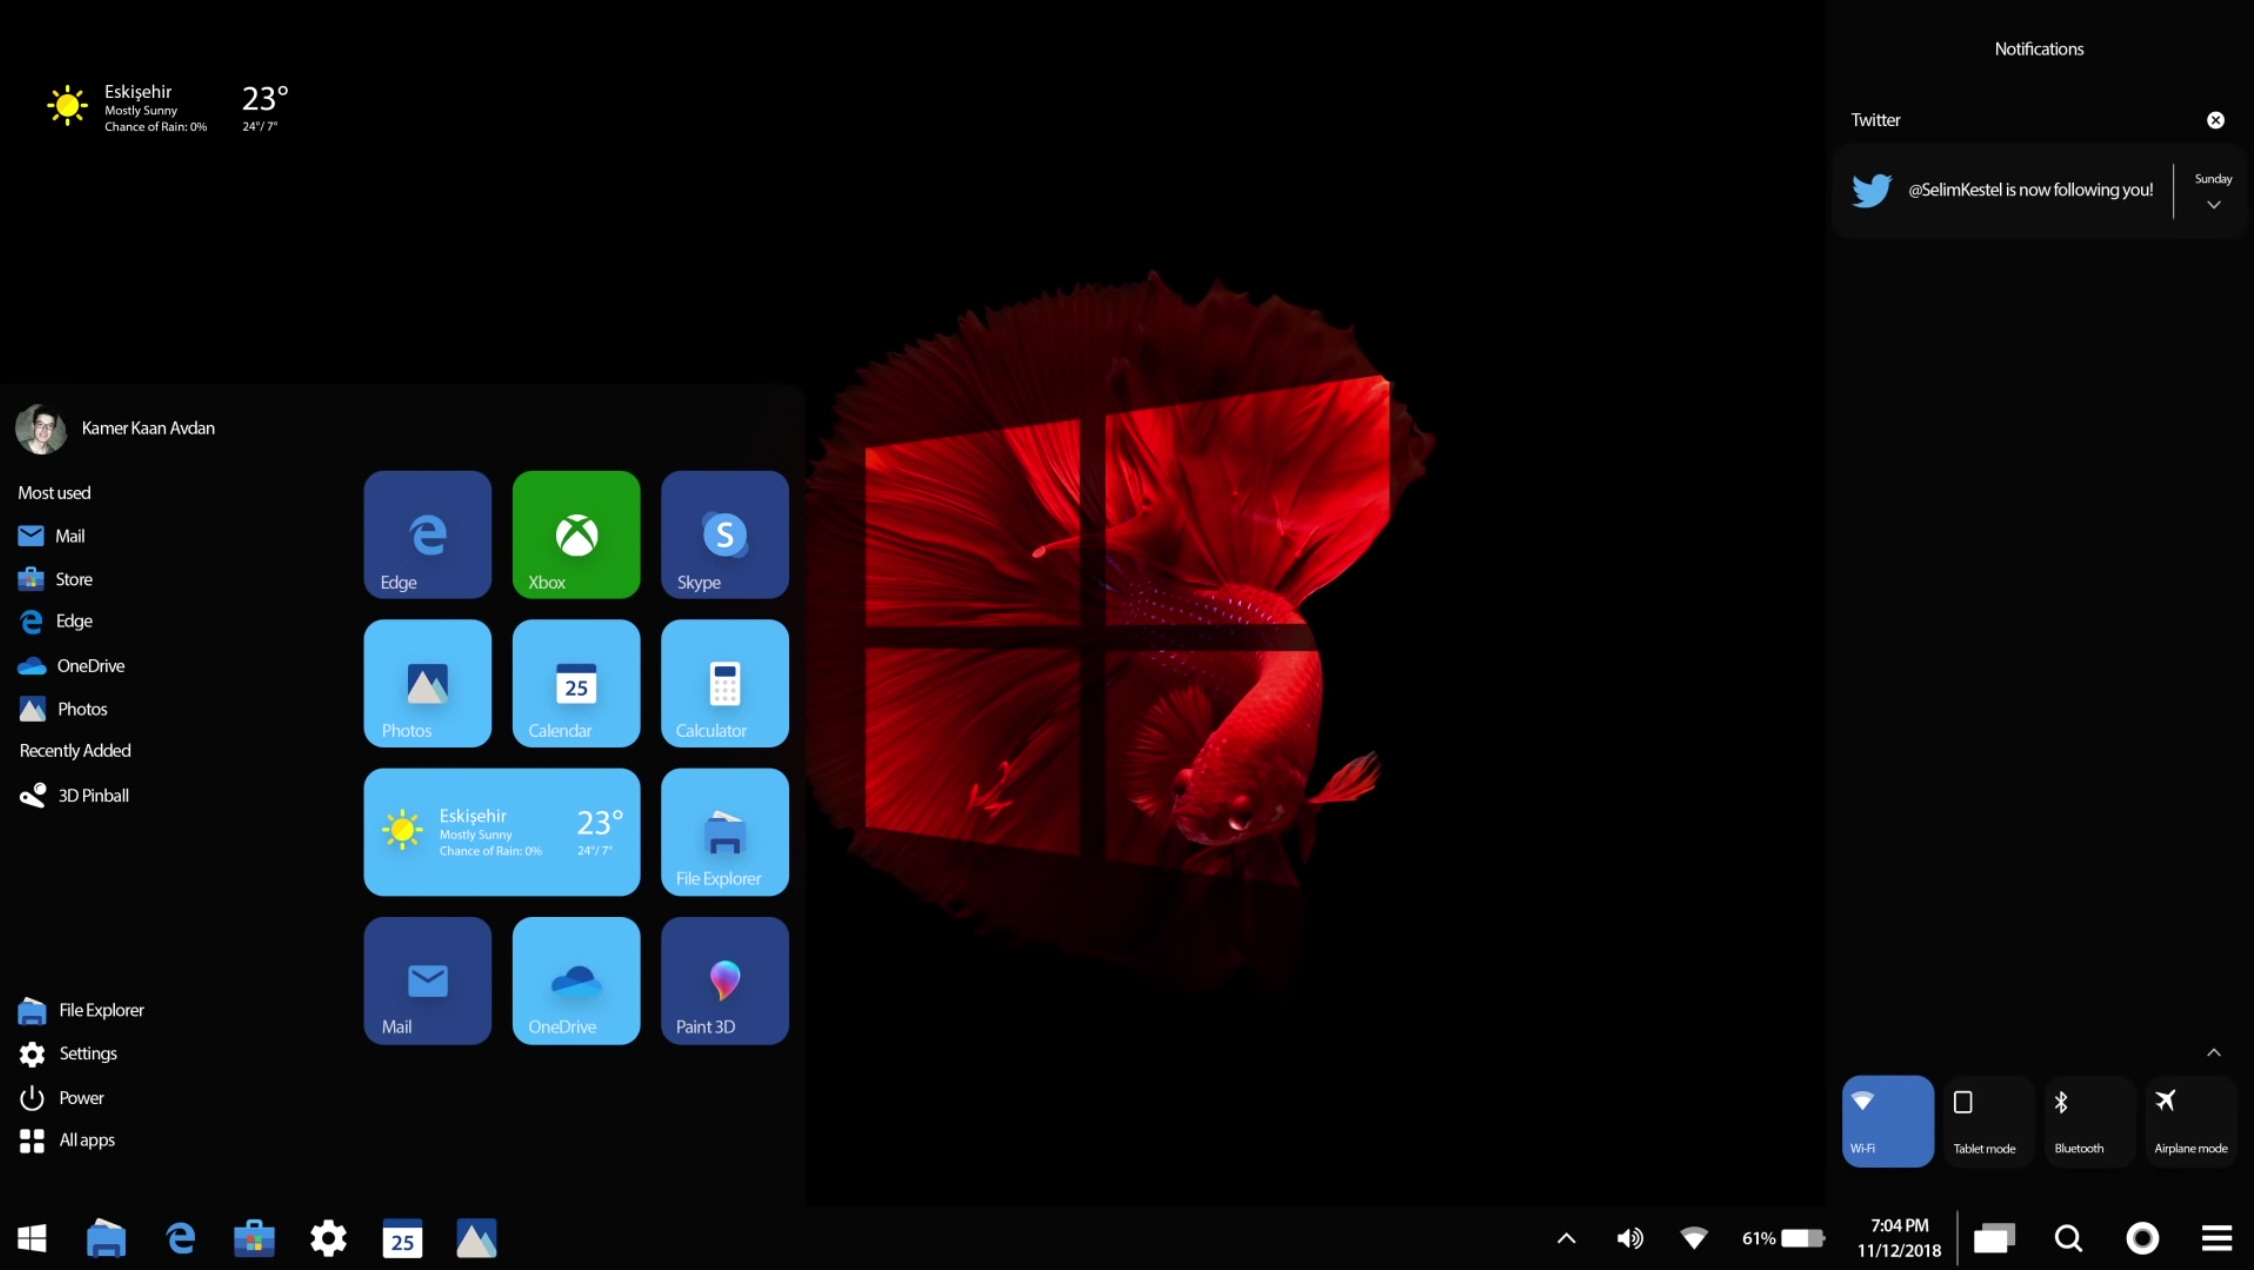 Eskişehir
Mostly Sunny
Chance of Rain: 0%
23°
24°/ 7°
Kamer Kaan Avdan
Most used
Mail
Store
Edge
OneDrive
Photos
Recently Added
3D Pinball
File Explorer
Settings
Power
All apps
Edge
Xbox
S
Skype
Photos
25
Calendar
Calculator
Eskişehir
Mostly Sunny
Chance of Rain: 0%
23°
24°/ 7°
File Explorer
Mail
OneDrive
Paint 3D
Notifications
Twitter
@SelimKestel is now following you!
Sunday
Wi-Fi
Tablet mode
Bluetooth
Airplane mode
25
61%
7:04 PM
11/12/2018